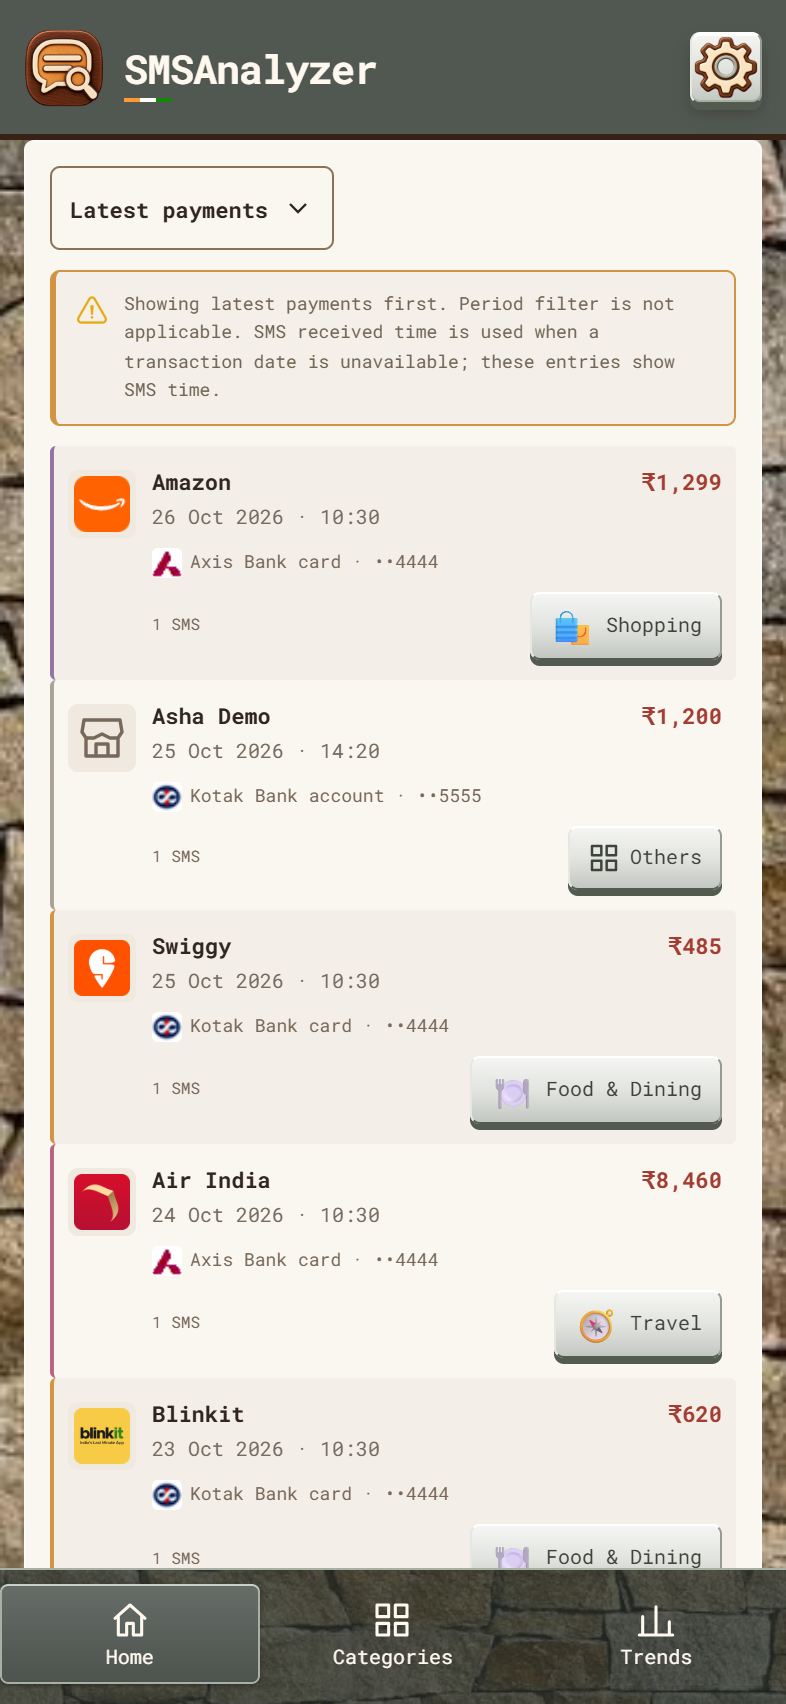 SMSAnalyzer
Latest payments
Showing latest payments first. Period filter is not
applicable. SMS received time is used when a
transaction date is unavailable; these entries show
SMS time.
Amazon ₹1,299
26 Oct 2026 · 10:30
Axis Bank card · ••4444
1 SMS Shopping
Asha Demo ₹1,200
25 Oct 2026 · 14:20
Kotak Bank account · ••5555
1 SMS Others
Swiggy ₹485
25 Oct 2026 · 10:30
Kotak Bank card · ••4444
1 SMS Food & Dining
Air India ₹8,460
24 Oct 2026 · 10:30
Axis Bank card · ••4444
1 SMS Travel
blinkit
India's Last Minute App
Blinkit ₹620
23 Oct 2026 · 10:30
Kotak Bank card · ••4444
1 SMS Food & Dining
Home Categories Trends